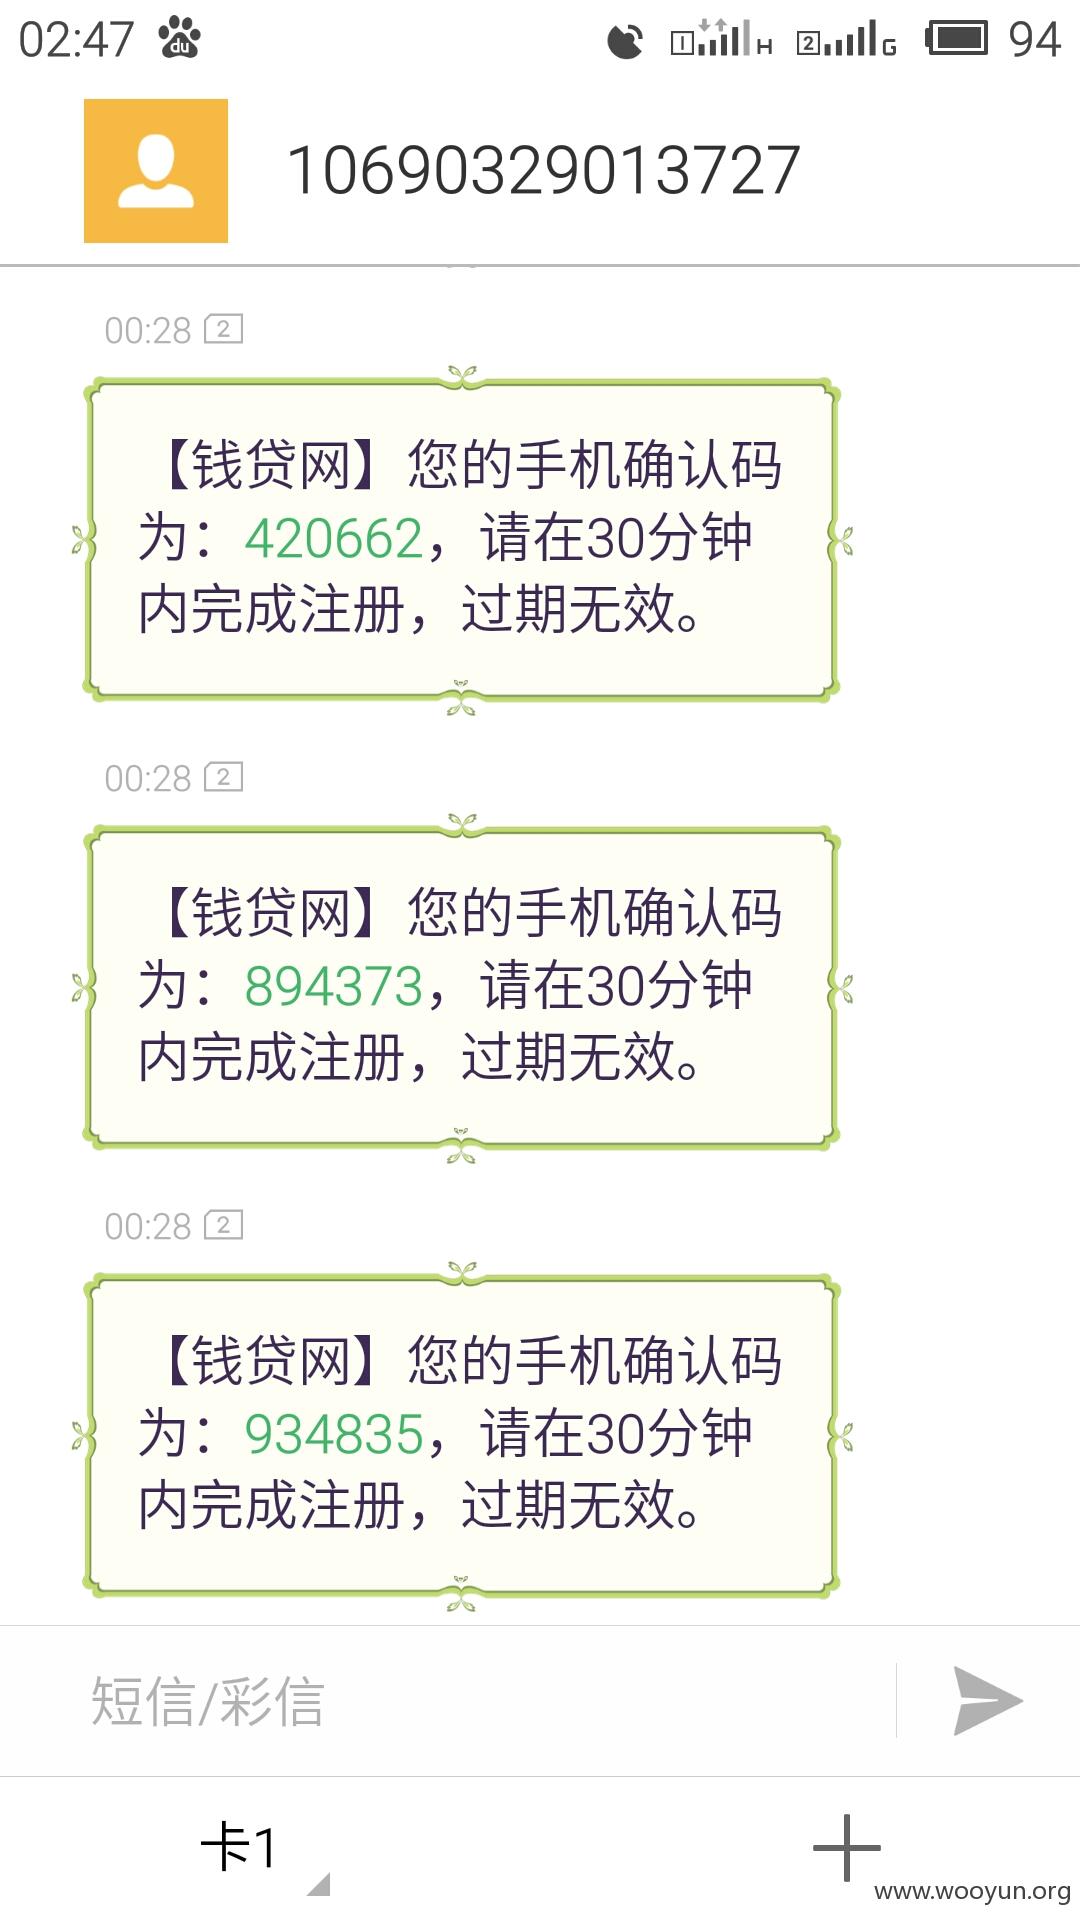 02:47 du 1 H 2 G 94
10690329013727
00:28 2
【钱贷网】您的手机确认码
为：420662，请在30分钟
内完成注册，过期无效。
00:28 2
【钱贷网】您的手机确认码
为：894373，请在30分钟
内完成注册，过期无效。
00:28 2
【钱贷网】您的手机确认码
为：934835，请在30分钟
内完成注册，过期无效。
短信/彩信
卡1
www.wooyun.org